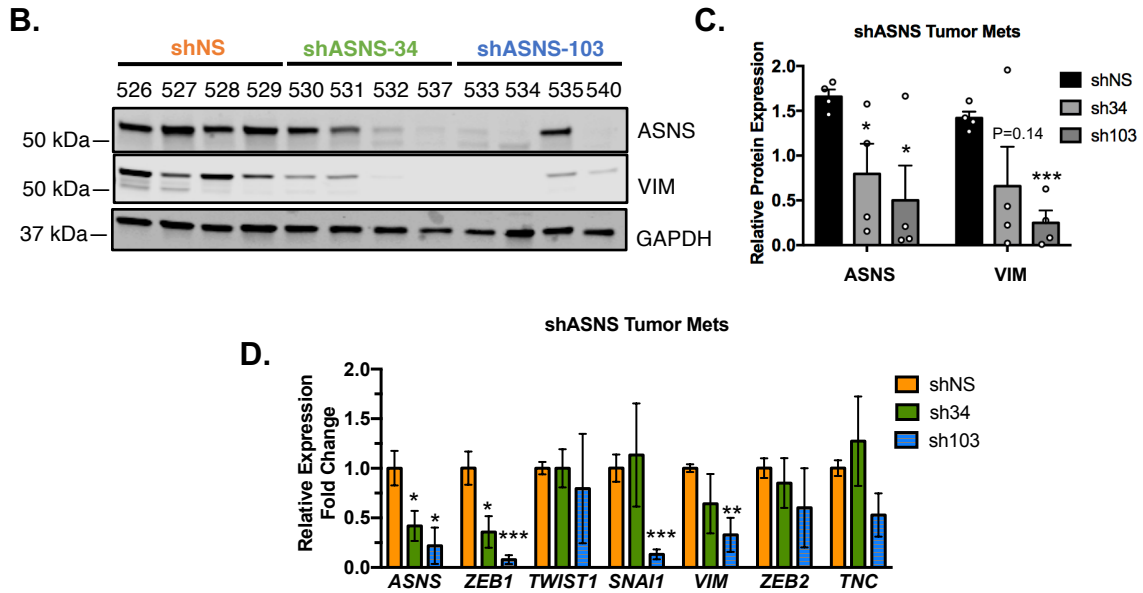 B.
shNS shASNS-34 shASNS-103
526 527 528 529 530 531 532 537 533 534 535 540
50 kDa ASNS
50 kDa VIM
37 kDa GAPDH
C.
shASNS Tumor Mets
Relative Protein Expression
2.0
1.5
1.0
0.5
0.0
* * P=0.14 ***
ASNS VIM
shNS
sh34
sh103
D.
shASNS Tumor Mets
Relative Expression
Fold Change
2.0
1.5
1.0
0.5
0.0
* * * *** *** **
ASNS ZEB1 TWIST1 SNAI1 VIM ZEB2 TNC
shNS
sh34
sh103